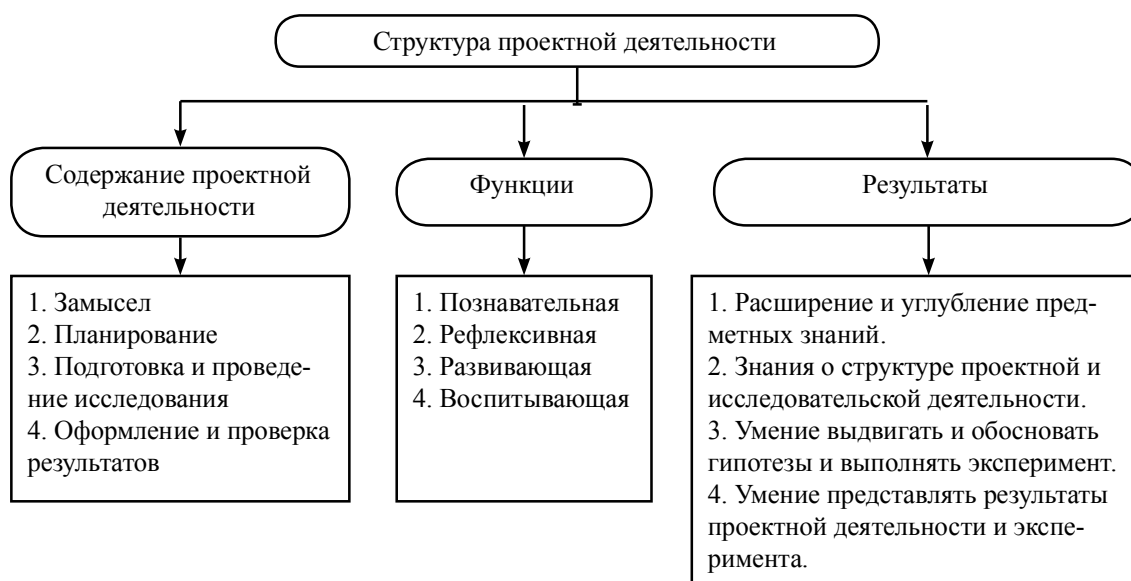 Структура проектной деятельности
Содержание проектной
деятельности
Функции
Результаты
1. Замысел
2. Планирование
3. Подготовка и проведе-
ние исследования
4. Оформление и проверка
результатов
1. Познавательная
2. Рефлексивная
3. Развивающая
4. Воспитывающая
1. Расширение и углубление пред-
метных знаний.
2. Знания о структуре проектной и
исследовательской деятельности.
3. Умение выдвигать и обосновать
гипотезы и выполнять эксперимент.
4. Умение представлять результаты
проектной деятельности и экспе-
римента.